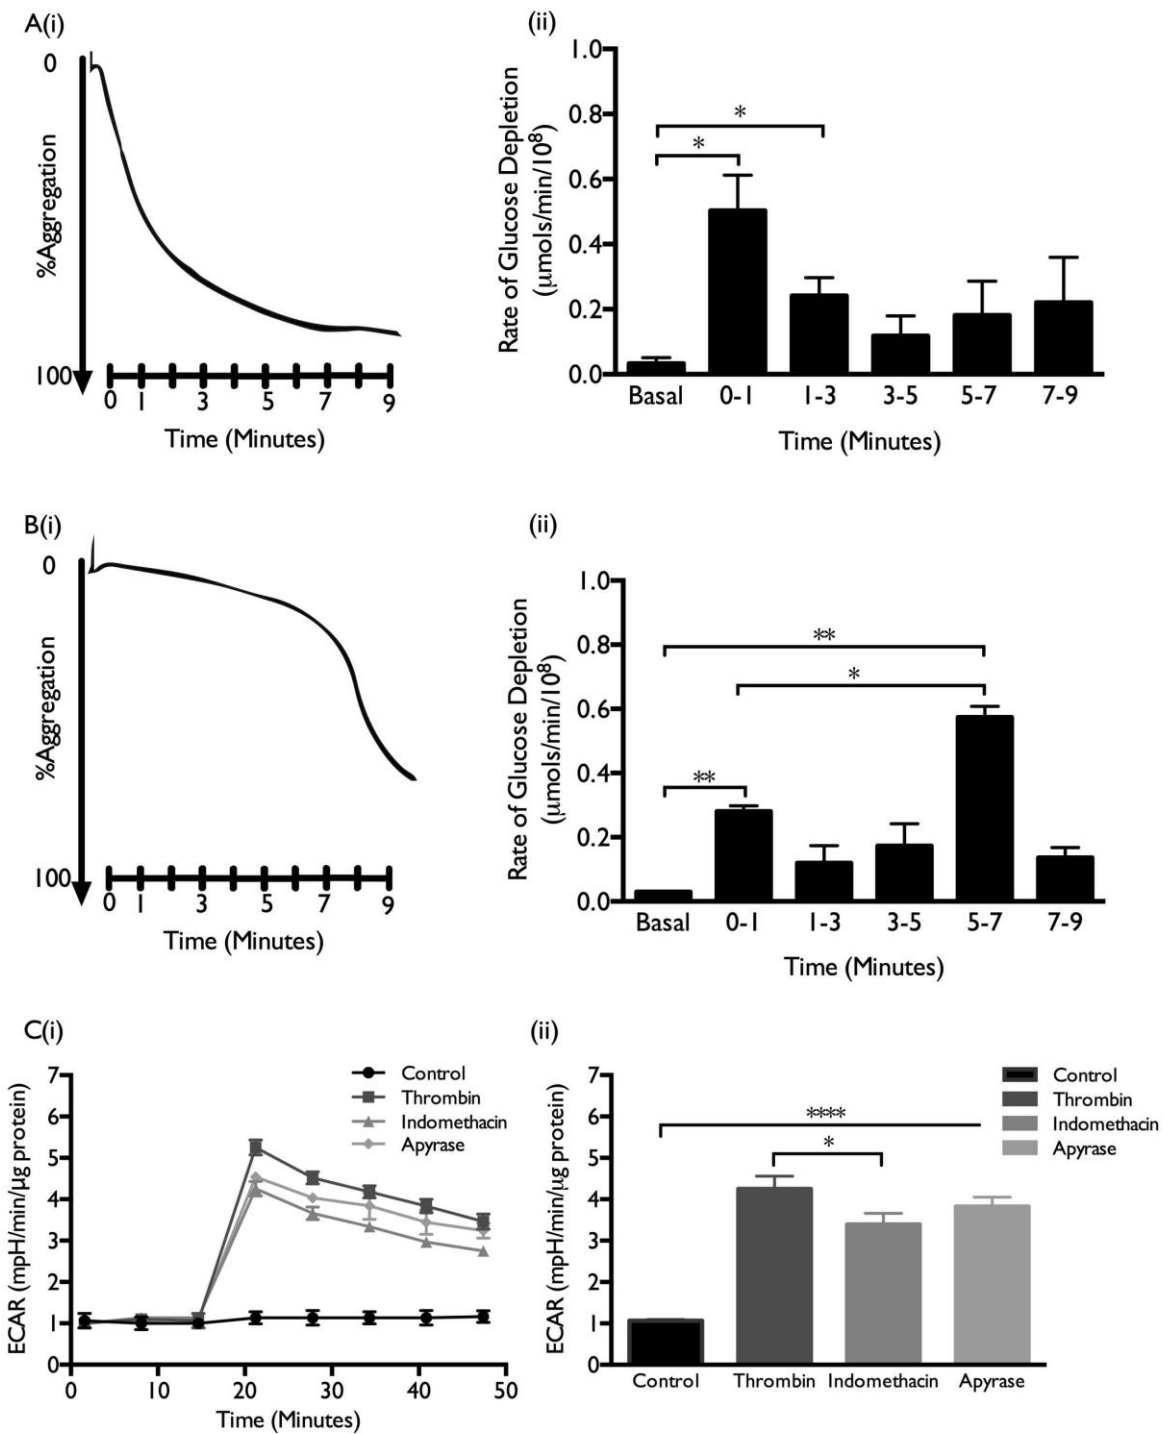 A(i)
0
%Aggregation
100
0 1 3 5 7 9
Time (Minutes)
(ii)
Rate of Glucose Depletion
(μmols/min/10⁸)
1.0
0.8
0.6
0.4
0.2
0.0
*
*
Basal 0-1 1-3 3-5 5-7 7-9
Time (Minutes)
B(i)
0
%Aggregation
100
0 1 3 5 7 9
Time (Minutes)
(ii)
Rate of Glucose Depletion
(μmols/min/10⁸)
1.0
0.8
0.6
0.4
0.2
0.0
**
*
**
Basal 0-1 1-3 3-5 5-7 7-9
Time (Minutes)
C(i)
ECAR (mpH/min/μg protein)
7
6
5
4
3
2
1
0
Control
Thrombin
Indomethacin
Apyrase
0 10 20 30 40 50
Time (Minutes)
(ii)
ECAR (mpH/min/μg protein)
7
6
5
4
3
2
1
0
Control
Thrombin
Indomethacin
Apyrase
****
*
Control Thrombin Indomethacin Apyrase